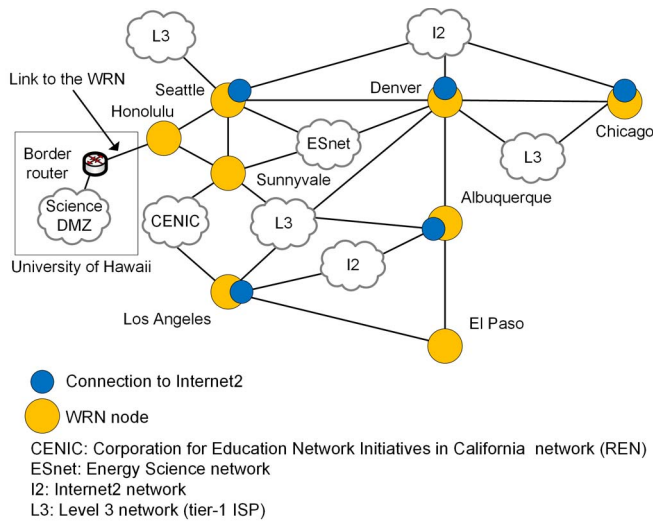 L3
I2
Link to the WRN
Seattle
Denver
Honolulu
Chicago
Border
router
ESnet
L3
Sunnyvale
Science
DMZ
Albuquerque
CENIC
L3
University of Hawaii
I2
Los Angeles
El Paso
Connection to Internet2
WRN node
CENIC: Corporation for Education Network Initiatives in California network (REN)
ESnet: Energy Science network
I2: Internet2 network
L3: Level 3 network (tier-1 ISP)